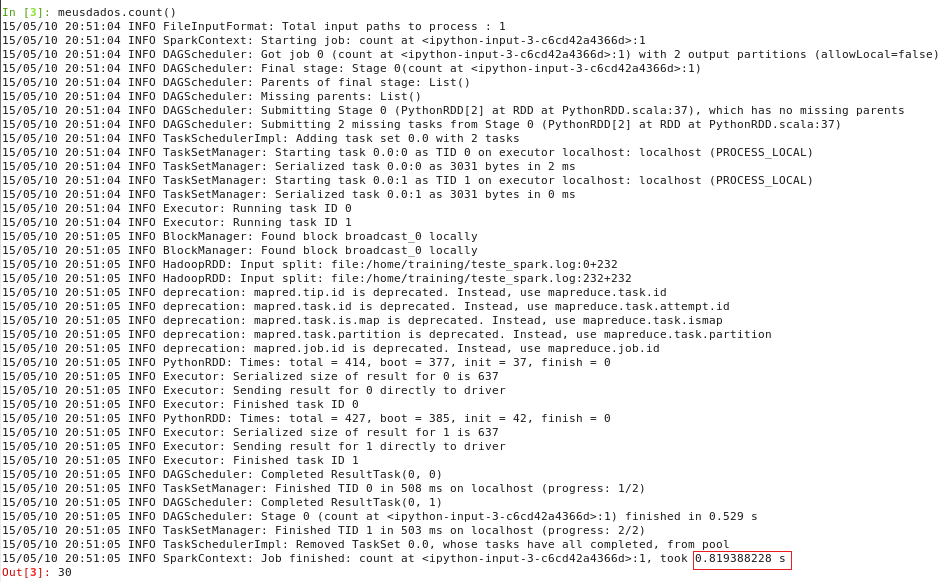 In [3]: meusdados.count()
15/05/10 20:51:04 INFO FileInputFormat: Total input paths to process : 1
15/05/10 20:51:04 INFO SparkContext: Starting job: count at <ipython-input-3-c6cd42a4366d>:1
15/05/10 20:51:04 INFO DAGScheduler: Got job 0 (count at <ipython-input-3-c6cd42a4366d>:1) with 2 output partitions (allowLocal=false)
15/05/10 20:51:04 INFO DAGScheduler: Final stage: Stage 0(count at <ipython-input-3-c6cd42a4366d>:1)
15/05/10 20:51:04 INFO DAGScheduler: Parents of final stage: List()
15/05/10 20:51:04 INFO DAGScheduler: Missing parents: List()
15/05/10 20:51:04 INFO DAGScheduler: Submitting Stage 0 (PythonRDD[2] at RDD at PythonRDD.scala:37), which has no missing parents
15/05/10 20:51:04 INFO DAGScheduler: Submitting 2 missing tasks from Stage 0 (PythonRDD[2] at RDD at PythonRDD.scala:37)
15/05/10 20:51:04 INFO TaskSchedulerImpl: Adding task set 0.0 with 2 tasks
15/05/10 20:51:04 INFO TaskSetManager: Starting task 0.0:0 as TID 0 on executor localhost: localhost (PROCESS_LOCAL)
15/05/10 20:51:04 INFO TaskSetManager: Serialized task 0.0:0 as 3031 bytes in 2 ms
15/05/10 20:51:04 INFO TaskSetManager: Starting task 0.0:1 as TID 1 on executor localhost: localhost (PROCESS_LOCAL)
15/05/10 20:51:04 INFO TaskSetManager: Serialized task 0.0:1 as 3031 bytes in 0 ms
15/05/10 20:51:04 INFO Executor: Running task ID 0
15/05/10 20:51:04 INFO Executor: Running task ID 1
15/05/10 20:51:05 INFO BlockManager: Found block broadcast_0 locally
15/05/10 20:51:05 INFO BlockManager: Found block broadcast_0 locally
15/05/10 20:51:05 INFO HadoopRDD: Input split: file:/home/training/teste_spark.log:0+232
15/05/10 20:51:05 INFO HadoopRDD: Input split: file:/home/training/teste_spark.log:232+232
15/05/10 20:51:05 INFO deprecation: mapred.tip.id is deprecated. Instead, use mapreduce.task.id
15/05/10 20:51:05 INFO deprecation: mapred.task.id is deprecated. Instead, use mapreduce.task.attempt.id
15/05/10 20:51:05 INFO deprecation: mapred.task.is.map is deprecated. Instead, use mapreduce.task.ismap
15/05/10 20:51:05 INFO deprecation: mapred.task.partition is deprecated. Instead, use mapreduce.task.partition
15/05/10 20:51:05 INFO deprecation: mapred.job.id is deprecated. Instead, use mapreduce.job.id
15/05/10 20:51:05 INFO PythonRDD: Times: total = 414, boot = 377, init = 37, finish = 0
15/05/10 20:51:05 INFO Executor: Serialized size of result for 0 is 637
15/05/10 20:51:05 INFO Executor: Sending result for 0 directly to driver
15/05/10 20:51:05 INFO Executor: Finished task ID 0
15/05/10 20:51:05 INFO PythonRDD: Times: total = 427, boot = 385, init = 42, finish = 0
15/05/10 20:51:05 INFO Executor: Serialized size of result for 1 is 637
15/05/10 20:51:05 INFO Executor: Sending result for 1 directly to driver
15/05/10 20:51:05 INFO Executor: Finished task ID 1
15/05/10 20:51:05 INFO DAGScheduler: Completed ResultTask(0, 0)
15/05/10 20:51:05 INFO TaskSetManager: Finished TID 0 in 508 ms on localhost (progress: 1/2)
15/05/10 20:51:05 INFO DAGScheduler: Completed ResultTask(0, 1)
15/05/10 20:51:05 INFO DAGScheduler: Stage 0 (count at <ipython-input-3-c6cd42a4366d>:1) finished in 0.529 s
15/05/10 20:51:05 INFO TaskSetManager: Finished TID 1 in 503 ms on localhost (progress: 2/2)
15/05/10 20:51:05 INFO TaskSchedulerImpl: Removed TaskSet 0.0, whose tasks have all completed, from pool
15/05/10 20:51:05 INFO SparkContext: Job finished: count at <ipython-input-3-c6cd42a4366d>:1, took 0.819388228 s
Out[3]: 30